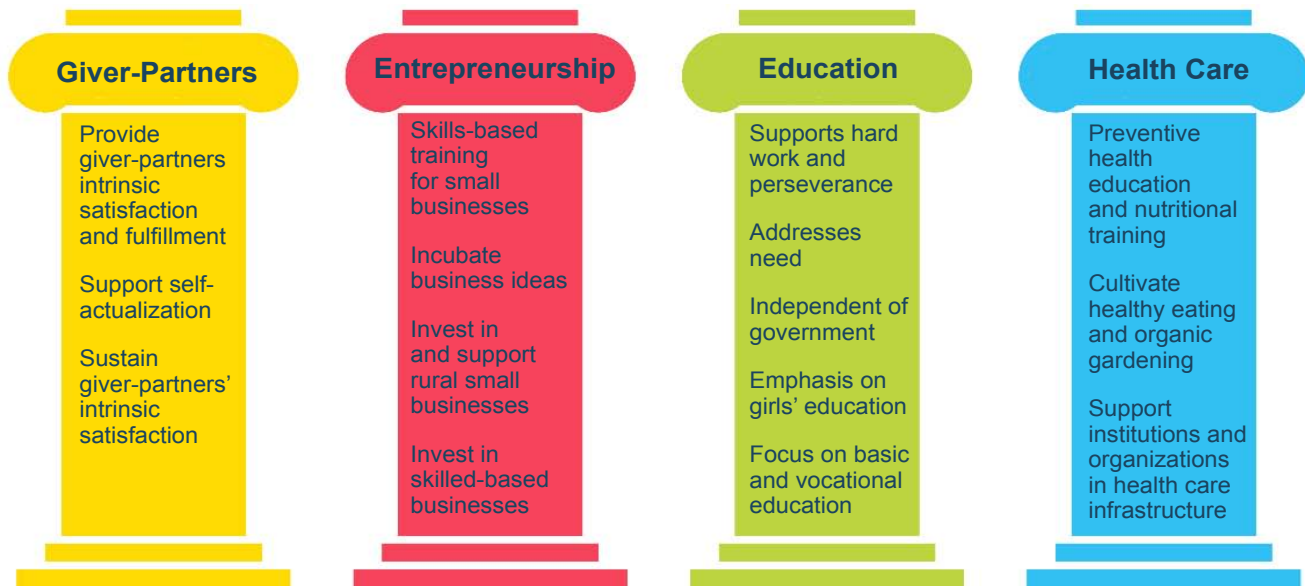 Giver-Partners
Provide
giver-partners
intrinsic
satisfaction
and fulfillment
Support self-
actualization
Sustain
giver-partners’
intrinsic
satisfaction
Entrepreneurship
Skills-based
training
for small
businesses
Incubate
business ideas
Invest in
and support
rural small
businesses
Invest in
skilled-based
businesses
Education
Supports hard
work and
perseverance
Addresses
need
Independent of
government
Emphasis on
girls’ education
Focus on basic
and vocational
education
Health Care
Preventive
health
education
and nutritional
training
Cultivate
healthy eating
and organic
gardening
Support
institutions and
organizations
in health care
infrastructure